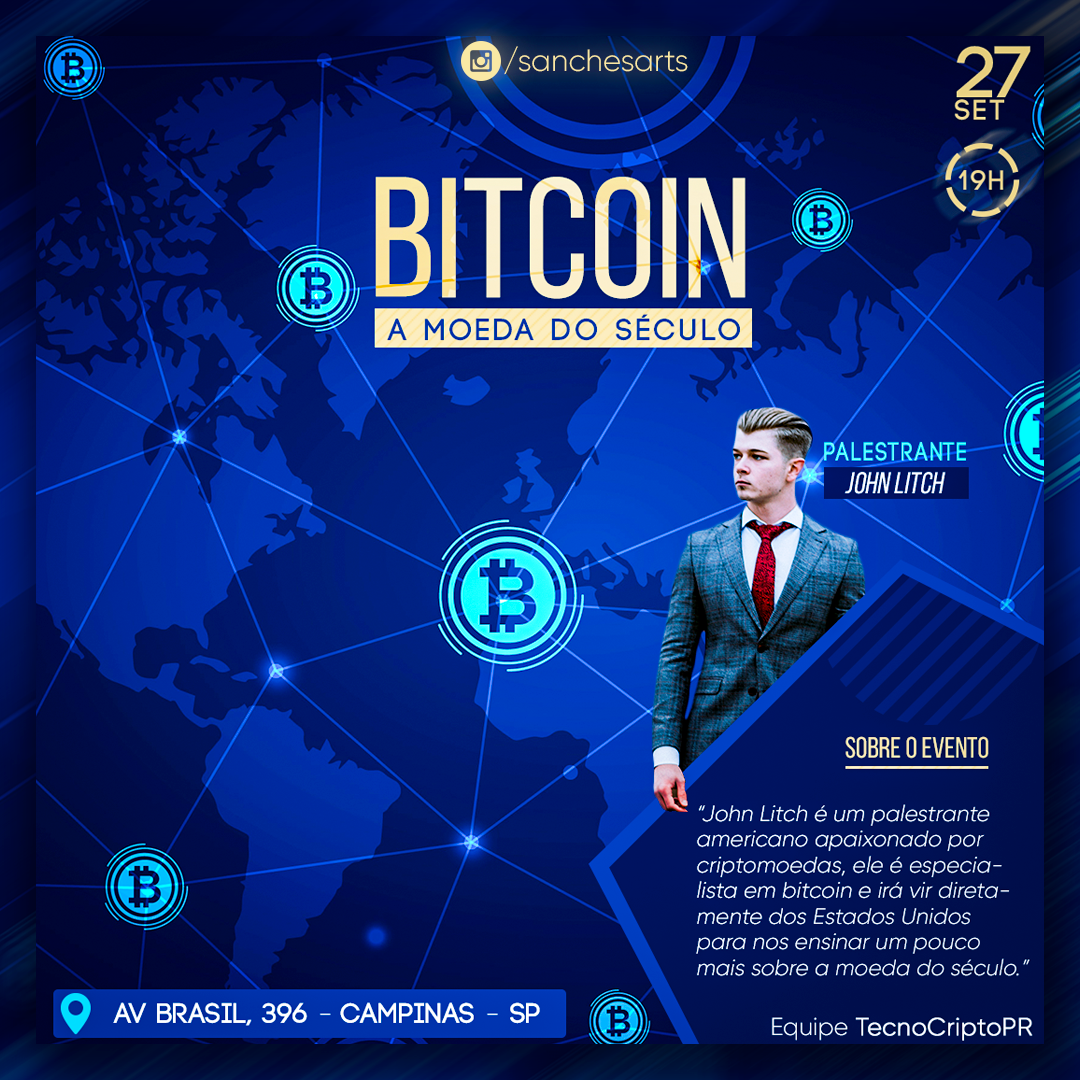 /sanchesarts
27
SET
19H
BITCOIN
A MOEDA DO SÉCULO
PALESTRANTE
JOHN LITCH
SOBRE O EVENTO
“John Litch é um palestrante
americano apaixonado por
criptomoedas, ele é especia-
lista em bitcoin e irá vir direta-
mente dos Estados Unidos
para nos ensinar um pouco
mais sobre a moeda do século.”
AV BRASIL, 396 - CAMPINAS - SP
Equipe TecnoCriptoPR